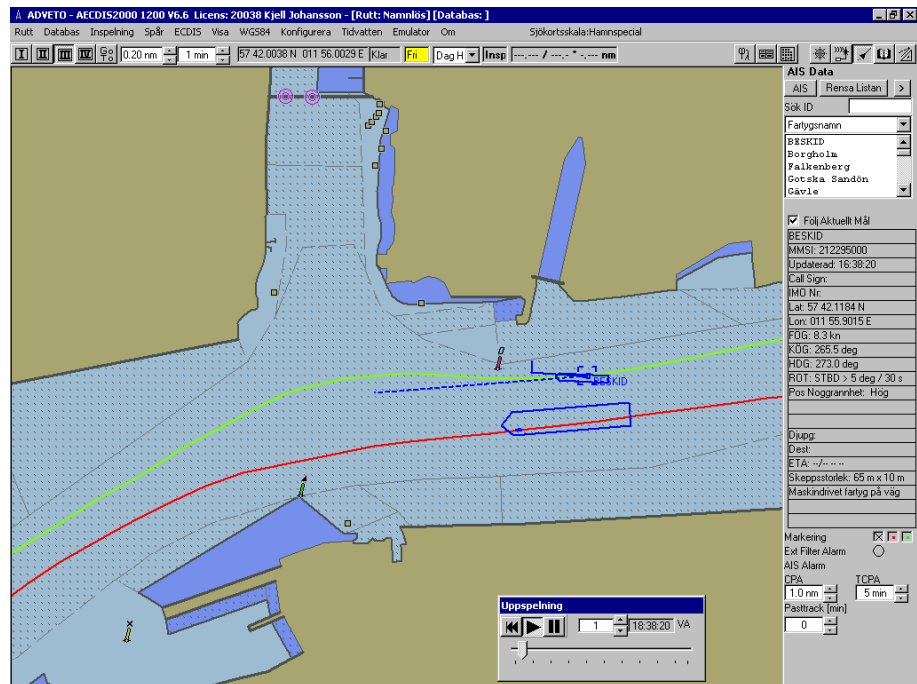 ADVETO - AECDIS2000 1200 V6.6 Licens: 20038 Kjell Johansson - [Rutt: Namnlös] [Databas: ]
Rutt Databas Inspelning Spår ECDIS Visa WGS84 Konfigurera Tidvatten Emulator Om Sjökortsskala:Hamnspecial
I II III IV 0.20 nm 1 min 57 42.0038 N 011 56.0029 E Klar Fri Dag H Insp ---.--- / ---.- ° -.--- nm
AIS Data
AIS Rensa Listan >
Sök ID
Fartygsnamn
BESKID
Borgholm
Falkenberg
Gotska Sandön
Gävle
Följ Aktuellt Mål
BESKID
MMSI: 212295000
Updaterad: 16:38:20
Call Sign:
IMO Nr:
Lat: 57 42.1184 N
Lon: 011 55.9015 E
FÖG: 8.3 kn
KÖG: 265.5 deg
HDG: 273.0 deg
ROT: STBD > 5 deg / 30 s
Pos Noggrannhet: Hög
Djupg:
Dest:
ETA: --/-- -- --
Skeppsstorlek: 65 m x 10 m
Maskindrivet fartyg på väg
Markering
Ext Filter Alarm
AIS Alarm
CPA TCPA
1.0 nm 5 min
Pasttrack [min]
0
BESKID
Uppspelning
1 18:38:20 VA